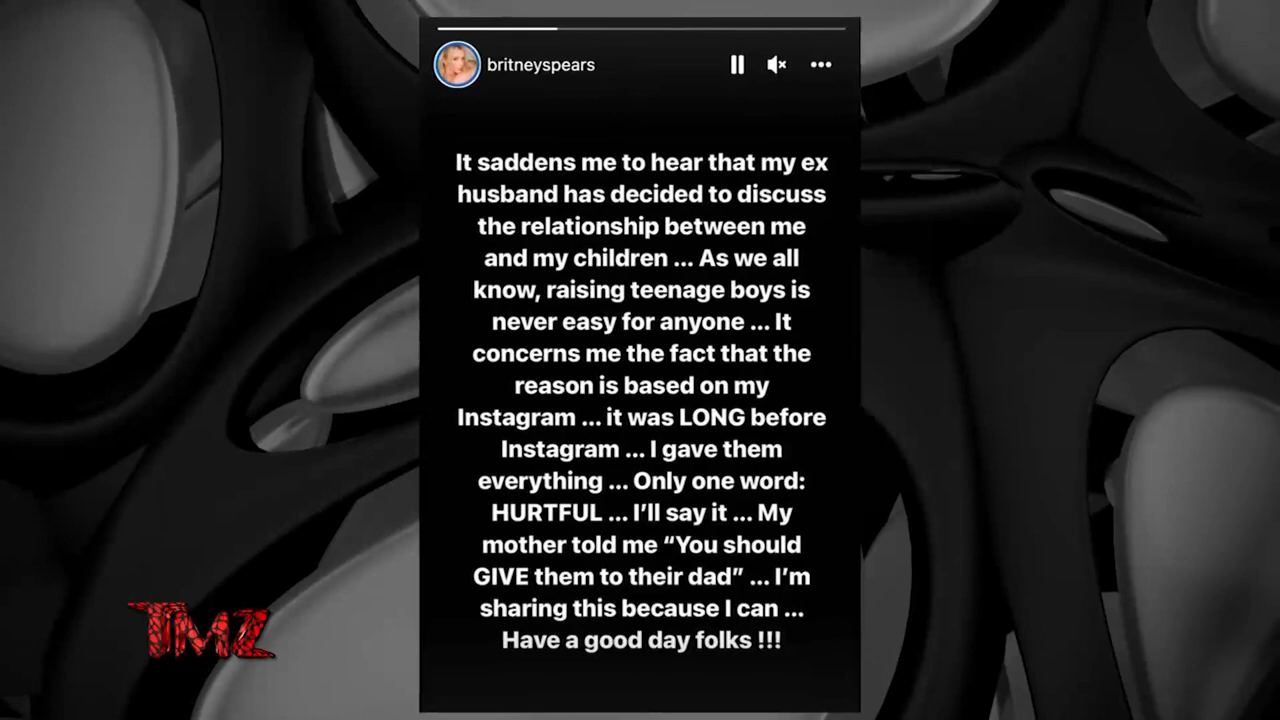 britneyspears
It saddens me to hear that my ex
husband has decided to discuss
the relationship between me
and my children ... As we all
know, raising teenage boys is
never easy for anyone ... It
concerns me the fact that the
reason is based on my
Instagram ... it was LONG before
Instagram ... I gave them
everything ... Only one word:
HURTFUL ... I’ll say it ... My
mother told me “You should
GIVE them to their dad” ... I’m
sharing this because I can ...
Have a good day folks !!!
TMZ